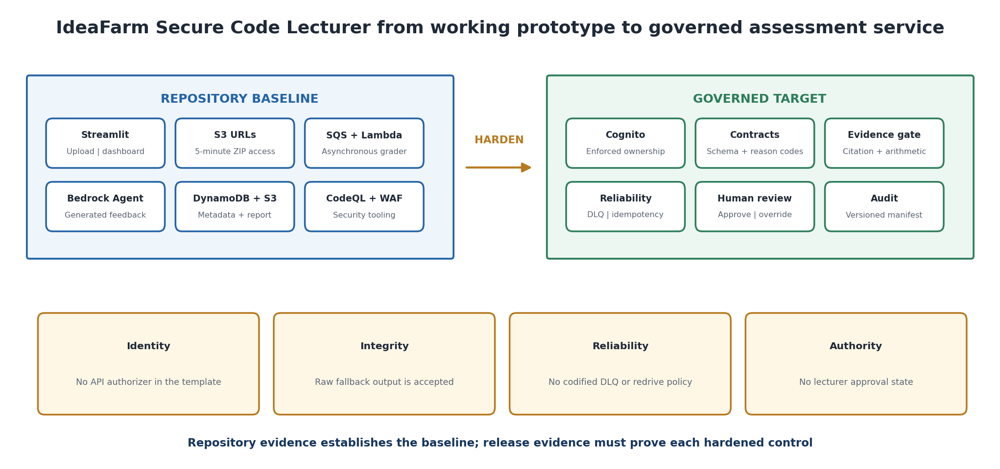 IdeaFarm Secure Code Lecturer from working prototype to governed assessment service
REPOSITORY BASELINE
Streamlit
Upload | dashboard
S3 URLs
5-minute ZIP access
SQS + Lambda
Asynchronous grader
Bedrock Agent
Generated feedback
DynamoDB + S3
Metadata + report
CodeQL + WAF
Security tooling
HARDEN
GOVERNED TARGET
Cognito
Enforced ownership
Contracts
Schema + reason codes
Evidence gate
Citation + arithmetic
Reliability
DLQ | idempotency
Human review
Approve | override
Audit
Versioned manifest
Identity
No API authorizer in the template
Integrity
Raw fallback output is accepted
Reliability
No codified DLQ or redrive policy
Authority
No lecturer approval state
Repository evidence establishes the baseline; release evidence must prove each hardened control